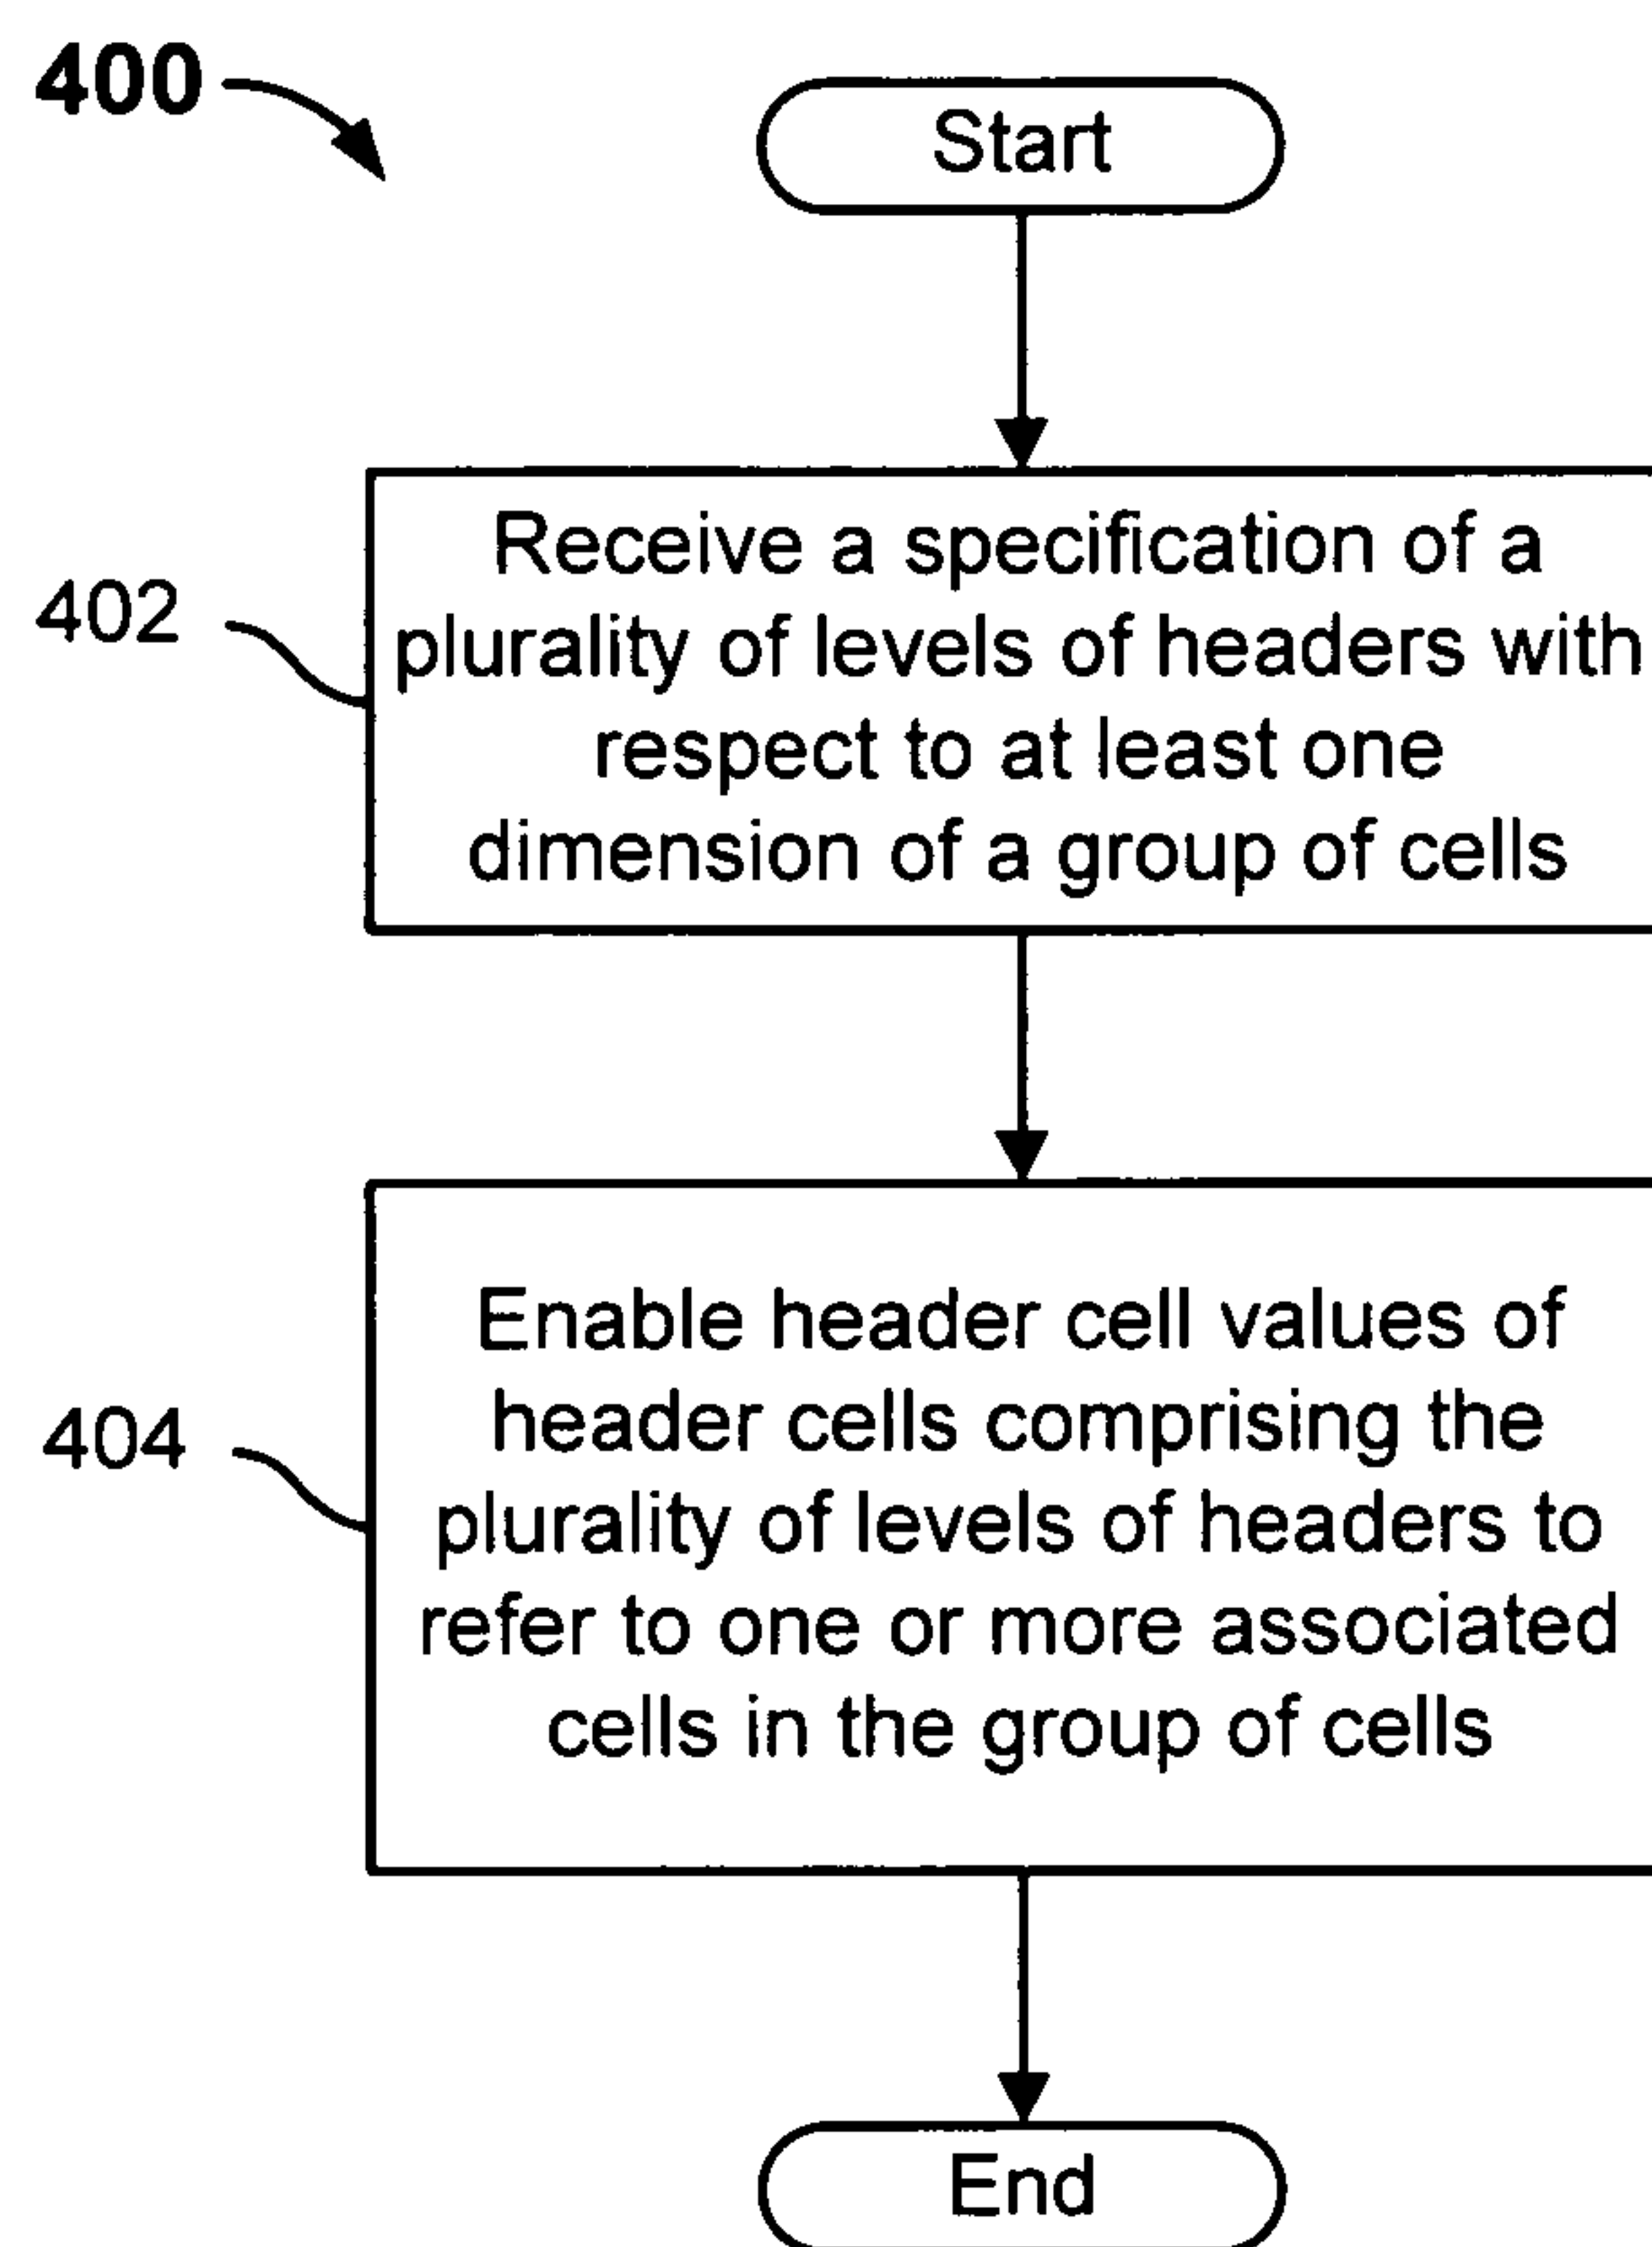 400
Start
402
Receive a specification of a
plurality of levels of headers with
respect to at least one
dimension of a group of cells
404
Enable header cell values of
header cells comprising the
plurality of levels of headers to
refer to one or more associated
cells in the group of cells
End